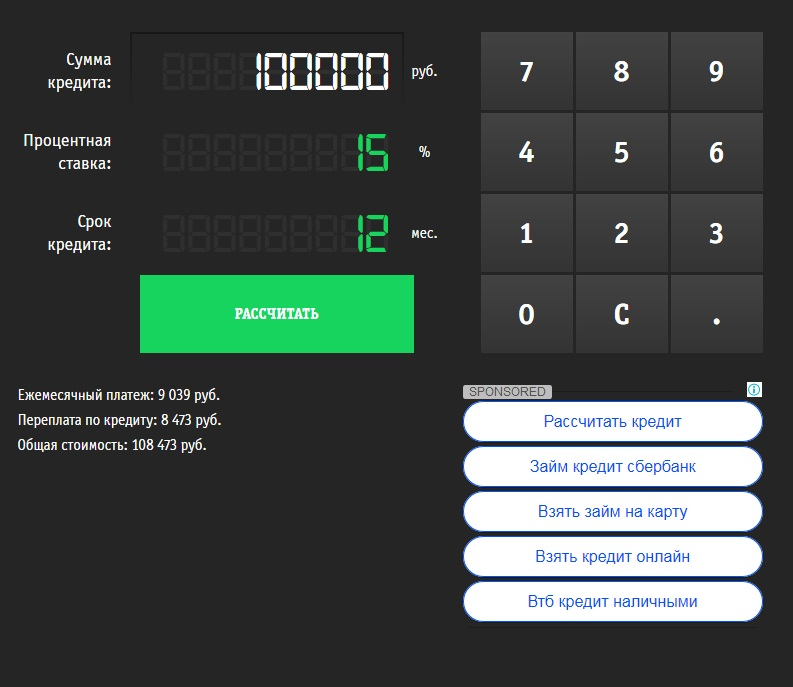 Сумма
кредита:
100000
руб.
Процентная
ставка:
15
%
Срок
кредита:
12
мес.
РАССЧИТАТЬ
7 8 9
4 5 6
1 2 3
0 C .
Ежемесячный платеж: 9 039 руб.
Переплата по кредиту: 8 473 руб.
Общая стоимость: 108 473 руб.
SPONSORED
Рассчитать кредит
Займ кредит сбербанк
Взять займ на карту
Взять кредит онлайн
Втб кредит наличными